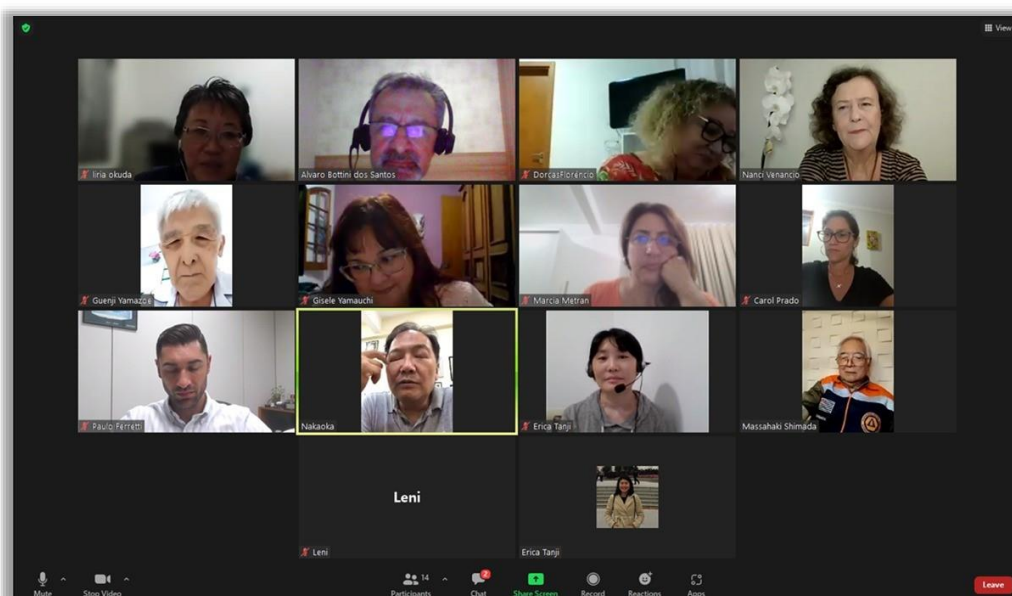 View
Iiria okuda
Alvaro Bottini dos Santos
DorcasFlorêncio
Nanci Venancio
Guenji Yamazoe
Gisele Yamauchi
Marcia Metran
Carol Prado
Paulo Ferretti
Nakaoka
Erica Tanji
Massahaki Shimada
Leni
Leni
Erica Tanji
Mute
Stop Video
14
Participants
2
Chat
Share Screen
Record
Reactions
Apps
Leave